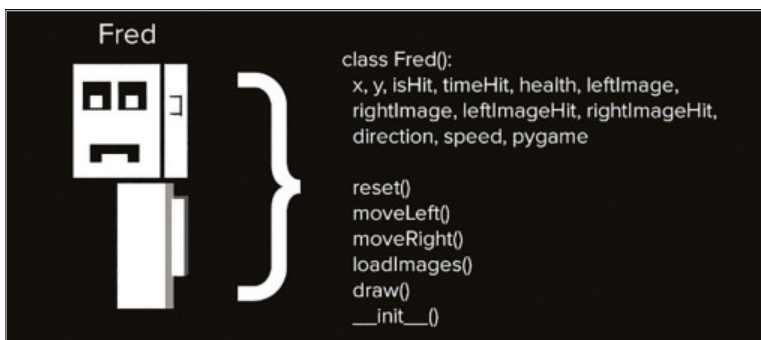 Fred
class Fred():
x, y, isHit, timeHit, health, leftImage,
rightImage, leftImageHit, rightImageHit,
direction, speed, pygame
reset()
moveLeft()
moveRight()
loadImages()
draw()
__init__()